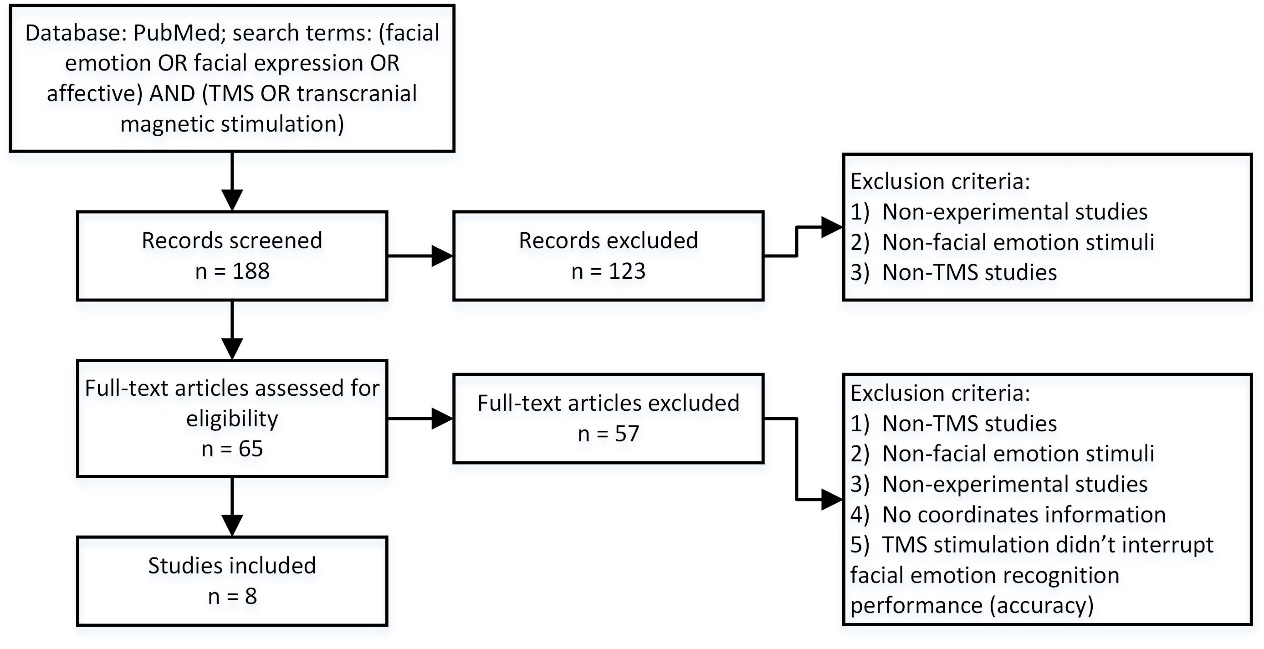 Database: PubMed; search terms: (facial
emotion OR facial expression OR
affective) AND (TMS OR transcranial
magnetic stimulation)
Records screened
n = 188
Records excluded
n = 123
Exclusion criteria:
1) Non-experimental studies
2) Non-facial emotion stimuli
3) Non-TMS studies
Full-text articles assessed for
eligibility
n = 65
Full-text articles excluded
n = 57
Exclusion criteria:
1) Non-TMS studies
2) Non-facial emotion stimuli
3) Non-experimental studies
4) No coordinates information
5) TMS stimulation didn’t interrupt
facial emotion recognition
performance (accuracy)
Studies included
n = 8